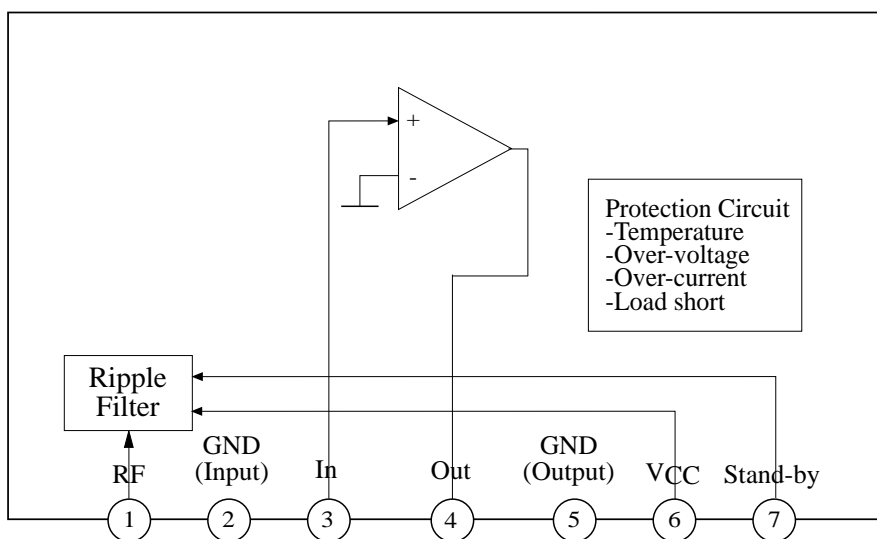 +
-
Protection Circuit
-Temperature
-Over-voltage
-Over-current
-Load short
Ripple
Filter
RF
GND
(Input)
In
Out
GND
(Output)
VCC
Stand-by
1
2
3
4
5
6
7